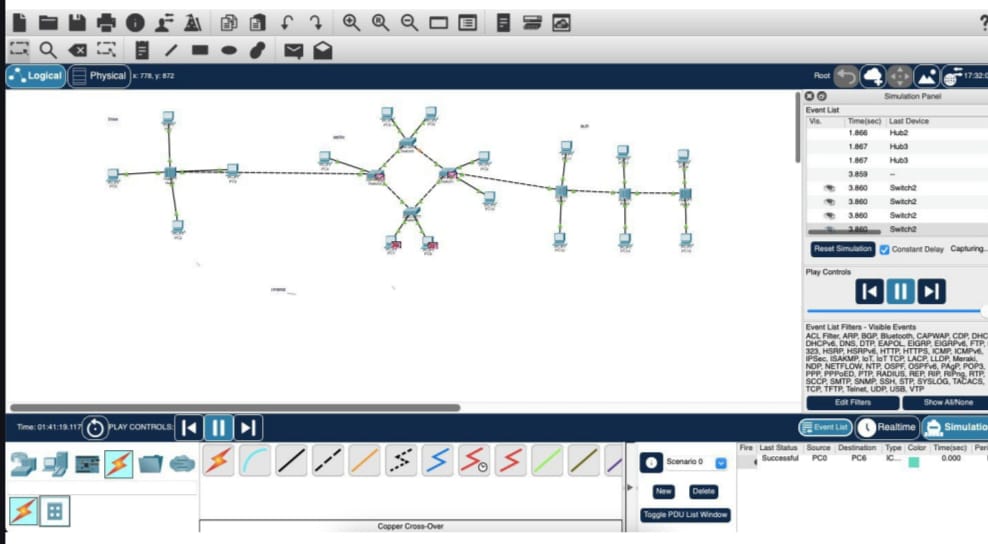 Logical
Physical
x: 778, y: 872
Root
17:32:0
Simulation Panel
Event List
Vis. Time(sec) Last Device
1.866 Hub2
1.867 Hub3
1.867 Hub3
3.859 --
3.860 Switch2
3.860 Switch2
3.860 Switch2
3.860 Switch2
Reset Simulation
Constant Delay
Capturing...
Play Controls
Event List Filters - Visible Events
ACL Filter, ARP, BGP, Bluetooth, CAPWAP, CDP, DHC
DHCPv6, DNS, DTP, EAPOL, EIGRP, EIGRPv6, FTP,
323, HSRP, HSRPv6, HTTP, HTTPS, ICMP, ICMPv6,
IPSec, ISAKMP, IoT, IoT TCP, LACP, LLDP, Meraki,
NDP, NETFLOW, NTP, OSPF, OSPFv6, PAgP, POP3,
PPP, PPPoED, PTP, RADIUS, REP, RIP, RIPng, RTP,
SCCP, SMTP, SNMP, SSH, STP, SYSLOG, TACACS,
TCP, TFTP, Telnet, UDP, USB, VTP
Edit Filters
Show All/None
Time: 01:41:19.117
PLAY CONTROLS:
Event List
Realtime
Simulatio
Scenario 0
New
Delete
Toggle PDU List Window
Fire Last Status Source Destination Type Color Time(sec) Peri
Successful PC0 PC6 IC... 0.000
Copper Cross-Over